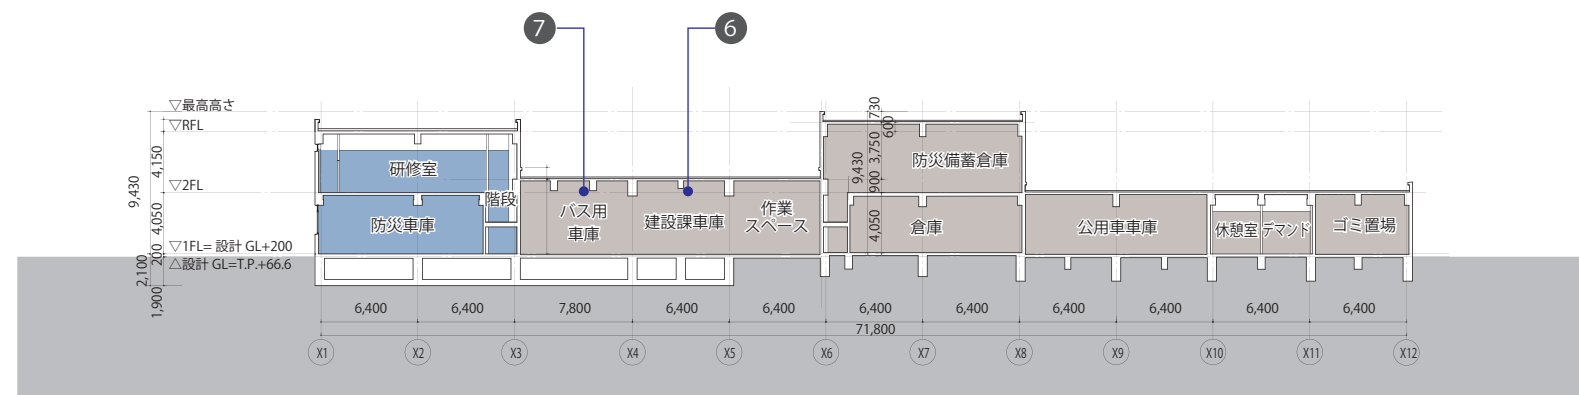 7
6
▽最高高さ
▽RFL
▽2FL
▽1FL= 設計 GL+200
△設計 GL=T.P.+66.6
9,430
4,150
4,050
200
2,100
1,900
研修室
階段
防災車庫
バス用
車庫
建設課車庫
作業
スペース
730
600
3,750
9,430
900
4,050
防災備蓄倉庫
倉庫
公用車車庫
休憩室
デマンド
ゴミ置場
6,400
6,400
7,800
6,400
6,400
6,400
6,400
6,400
6,400
6,400
6,400
71,800
X1
X2
X3
X4
X5
X6
X7
X8
X9
X10
X11
X12